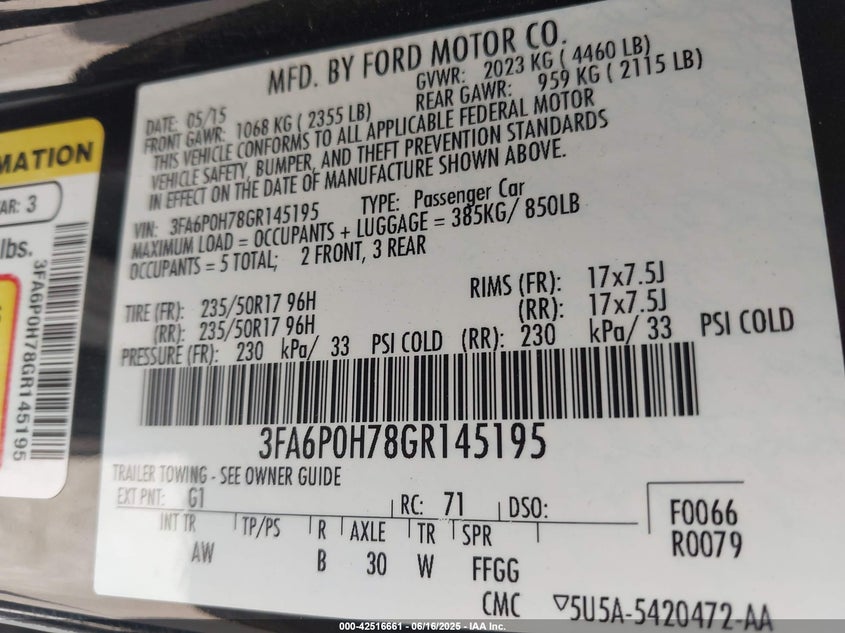 MFD. BY FORD MOTOR CO.
DATE: 05/15 GVWR: 2023 KG ( 4460 LB)
FRONT GAWR: 1068 KG ( 2355 LB) REAR GAWR: 959 KG ( 2115 LB)
THIS VEHICLE CONFORMS TO ALL APPLICABLE FEDERAL MOTOR
VEHICLE SAFETY, BUMPER, AND THEFT PREVENTION STANDARDS
IN EFFECT ON THE DATE OF MANUFACTURE SHOWN ABOVE.
VIN: 3FA6P0H78GR145195 TYPE: Passenger Car
MAXIMUM LOAD = OCCUPANTS + LUGGAGE = 385KG/ 850LB
OCCUPANTS = 5 TOTAL; 2 FRONT, 3 REAR
TIRE (FR): 235/50R17 96H RIMS (FR): 17x7.5J
(RR): 235/50R17 96H (RR): 17x7.5J
PRESSURE (FR): 230 kPa/ 33 PSI COLD (RR): 230 kPa/ 33 PSI COLD
3FA6P0H78GR145195
TRAILER TOWING - SEE OWNER GUIDE
EXT PNT: G1 RC: 71 DSO:
INT TR TP/PS R AXLE TR SPR
AW B 30 W FFGG
F0066
R0079
CMC ▽5U5A-5420472-AA
MATION
AR: 3
lbs.
3FA6P0H78GR145195
000-42516661 - 06/16/2025 - IAA Inc.